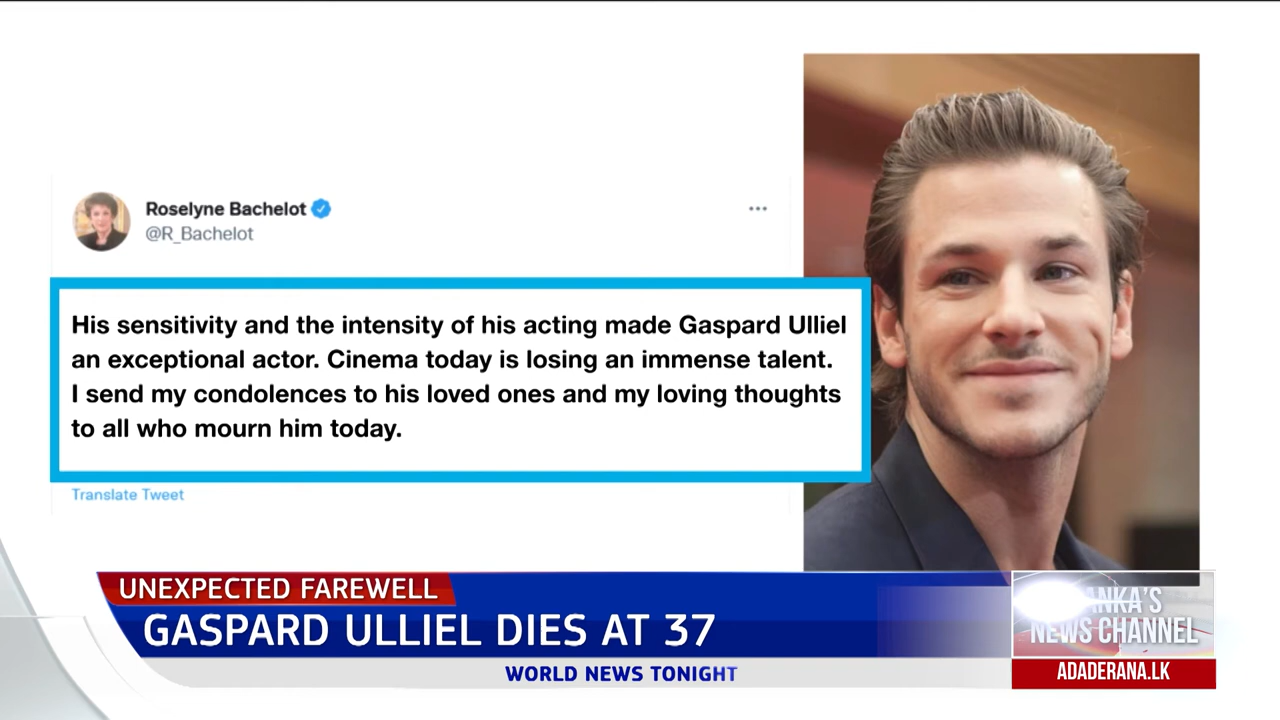 Roselyne Bachelot
@R_Bachelot
His sensitivity and the intensity of his acting made Gaspard Ulliel
an exceptional actor. Cinema today is losing an immense talent.
I send my condolences to his loved ones and my loving thoughts
to all who mourn him today.
Translate Tweet
UNEXPECTED FAREWELL
GASPARD ULLIEL DIES AT 37
WORLD NEWS TONIGHT
NEWS CHANNEL
ADADERANA.LK